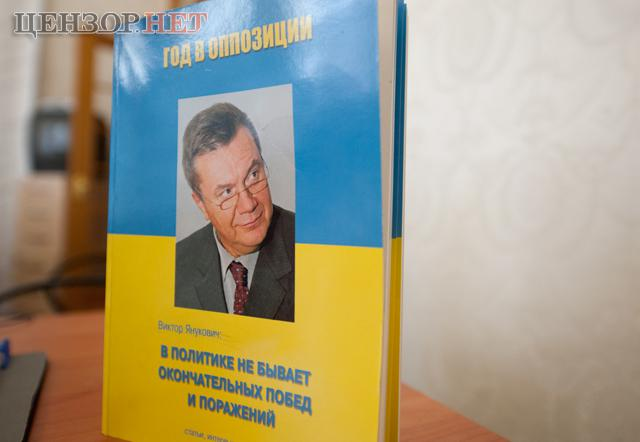 ЦЕНЗОР.НЕТ
ГОД В ОППОЗИЦИИ
Виктор Янукович:
В ПОЛИТИКЕ НЕ БЫВАЕТ
ОКОНЧАТЕЛЬНЫХ ПОБЕД
И ПОРАЖЕНИЙ
статьи,